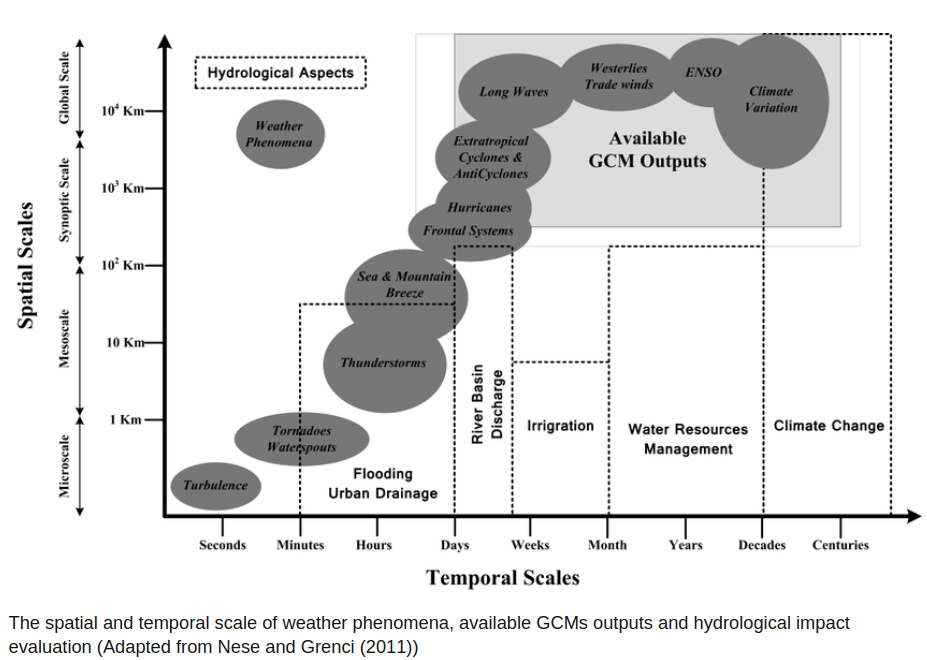 Hydrological Aspects
Weather
Phenomena
Long Waves
Westerlies
Trade winds
ENSO
Climate
Variation
Available
GCM Outputs
Extratropical
Cyclones &
AntiCyclones
Hurricanes
Frontal Systems
Sea & Mountain
Breeze
Thunderstorms
Tornadoes
Waterspouts
Turbulence
Flooding
Urban Drainage
River Basin
Discharge
Irrigration
Water Resources
Management
Climate Change
Spatial Scales
Global Scale
Synoptic Scale
Mesoscale
Microscale
10⁴ Km
10³ Km
10² Km
10 Km
1 Km
Seconds
Minutes
Hours
Days
Weeks
Month
Years
Decades
Centuries
Temporal Scales
The spatial and temporal scale of weather phenomena, available GCMs outputs and hydrological impact
evaluation (Adapted from Nese and Grenci (2011))